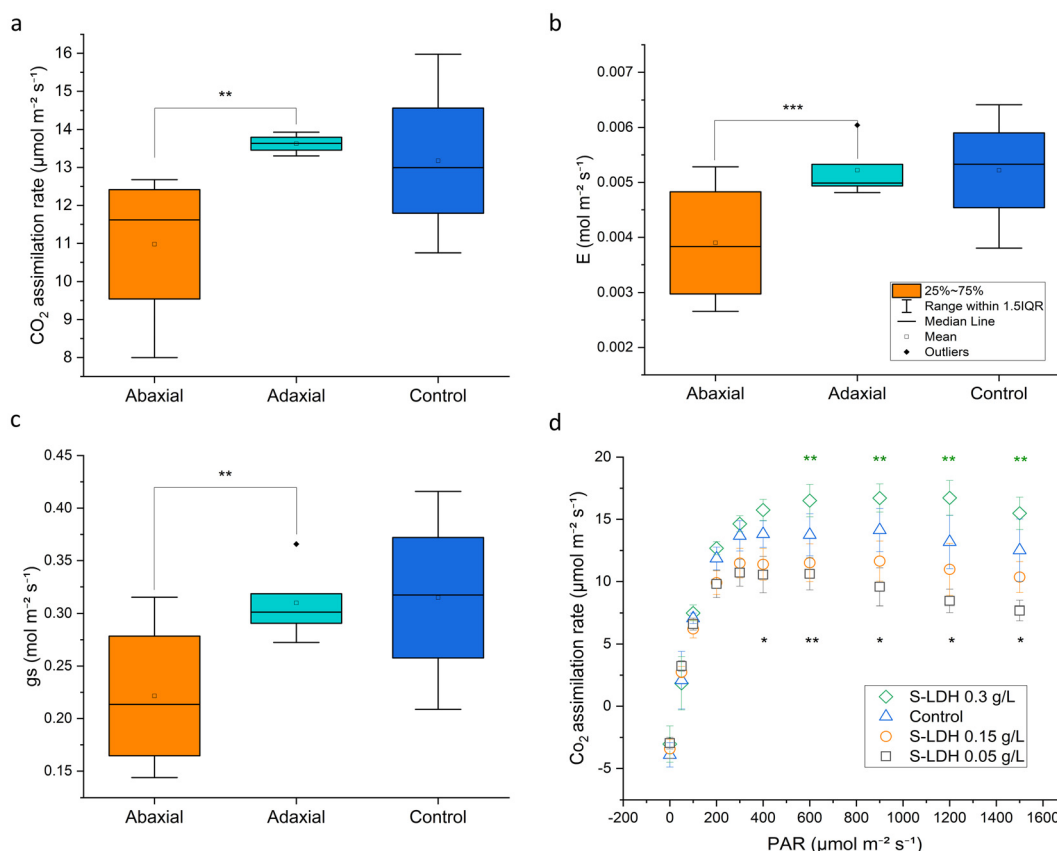 a
CO₂ assimilation rate (µmol m⁻² s⁻¹)
16
15
14
13
12
11
10
9
8
**
Abaxial
Adaxial
Control
b
E (mol m⁻² s⁻¹)
0.007
0.006
0.005
0.004
0.003
0.002
***
25%~75%
Range within 1.5IQR
Median Line
Mean
Outliers
Abaxial
Adaxial
Control
c
gs (mol m⁻² s⁻¹)
0.45
0.40
0.35
0.30
0.25
0.20
0.15
**
Abaxial
Adaxial
Control
d
Co₂ assimilation rate (µmol m⁻² s⁻¹)
20
15
10
5
0
-5
** ** ** **
* ** * * *
S-LDH 0.3 g/L
Control
S-LDH 0.15 g/L
S-LDH 0.05 g/L
-200 0 200 400 600 800 1000 1200 1400 1600
PAR (µmol m⁻² s⁻¹)